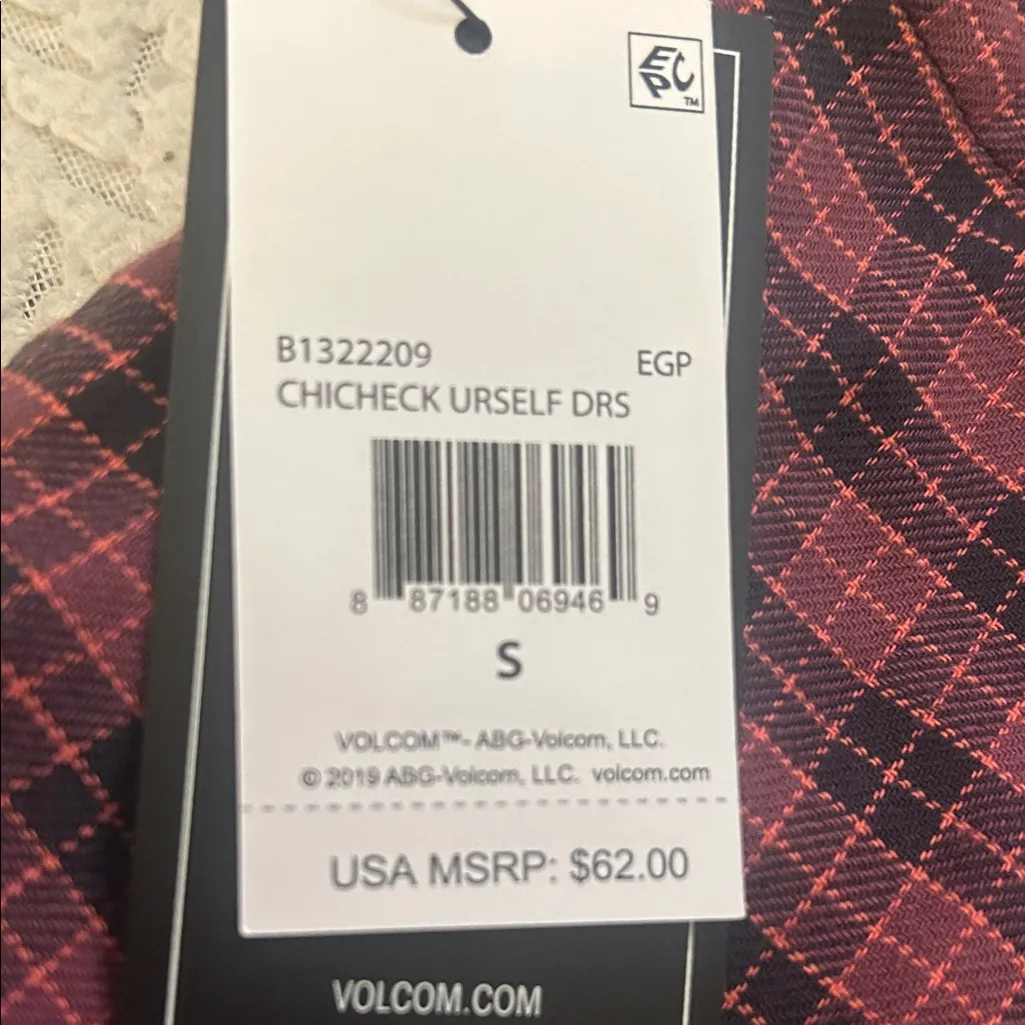 EPC™
B1322209 EGP
CHICHECK URSELF DRS
8 87188 06946 9
S
VOLCOM™- ABG-Volcom, LLC.
© 2019 ABG-Volcom, LLC. volcom.com
USA MSRP: $62.00
VOLCOM.COM